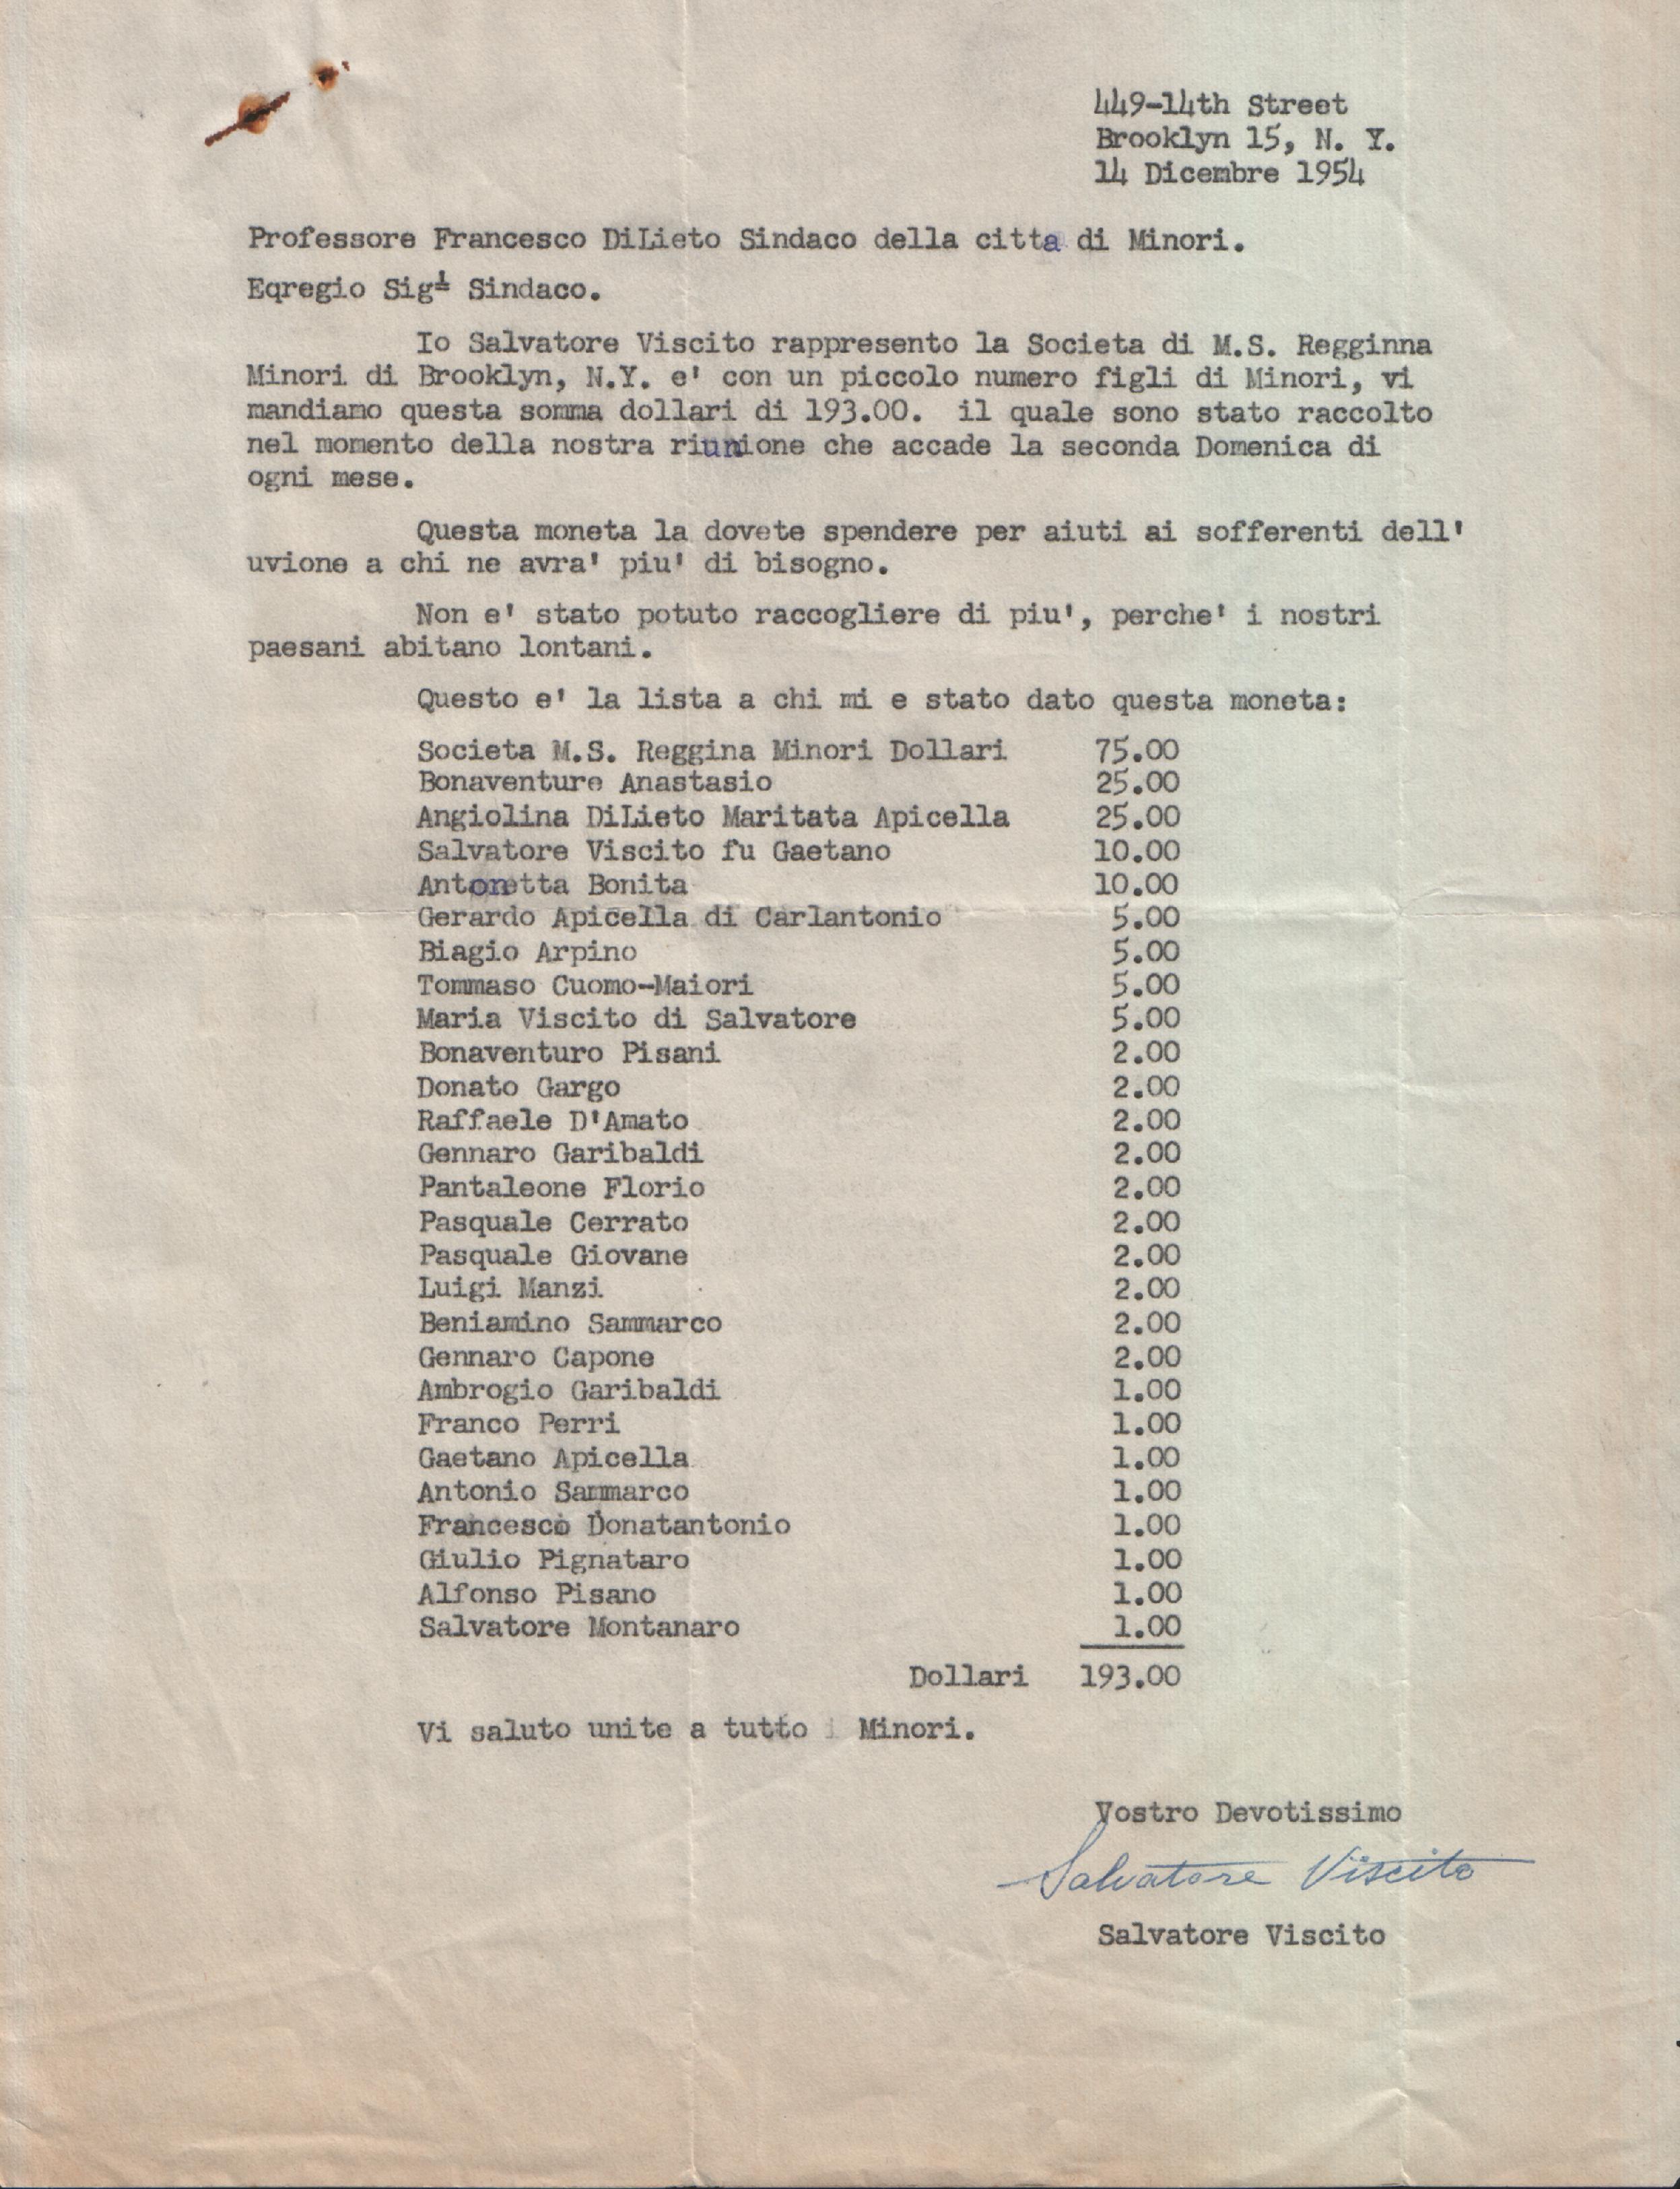 449-14th Street
Brooklyn 15, N. Y.
14 Dicembre 1954
Professore Francesco DiLieto Sindaco della citta di Minori.
Eqregio Sig Sindaco.
Io Salvatore Viscito rappresento la Societa di M.S. Regginna
Minori di Brooklyn, N.Y. e' con un piccolo numero figli di Minori, vi
mandiamo questa somma dollari di 193.00. il quale sono stato raccolto
nel momento della nostra riunione che accade la seconda Domenica di
ogni mese.
Questa moneta la dovete spendere per aiuti ai sofferenti dell'
uvione a chi ne avra' piu' di bisogno.
Non e' stato potuto raccogliere di piu', perche' i nostri
paesani abitano lontani.
Questo e' la lista a chi mi e stato dato questa moneta:
Societa M.S. Reggina Minori Dollari 75.00
Bonaventure Anastasio 25.00
Angiolina DiLieto Maritata Apicella 25.00
Salvatore Viscito fu Gaetano 10.00
Antonetta Bonita 10.00
Gerardo Apicella di Carlantonio 5.00
Biagio Arpino 5.00
Tommaso Cuomo-Maiori 5.00
Maria Viscito di Salvatore 5.00
Bonaventuro Pisani 2.00
Donato Gargo 2.00
Raffaele D'Amato 2.00
Gennaro Garibaldi 2.00
Pantaleone Florio 2.00
Pasquale Cerrato 2.00
Pasquale Giovane 2.00
Luigi Manzi 2.00
Beniamino Sammarco 2.00
Gennaro Capone 2.00
Ambrogio Garibaldi 1.00
Franco Perri 1.00
Gaetano Apicella 1.00
Antonio Sammarco 1.00
Francesco Donatantonio 1.00
Giulio Pignataro 1.00
Alfonso Pisano 1.00
Salvatore Montanaro 1.00
Dollari 193.00
Vi saluto unite a tutto i Minori.
Vostro Devotissimo
Salvatore Viscito
Salvatore Viscito